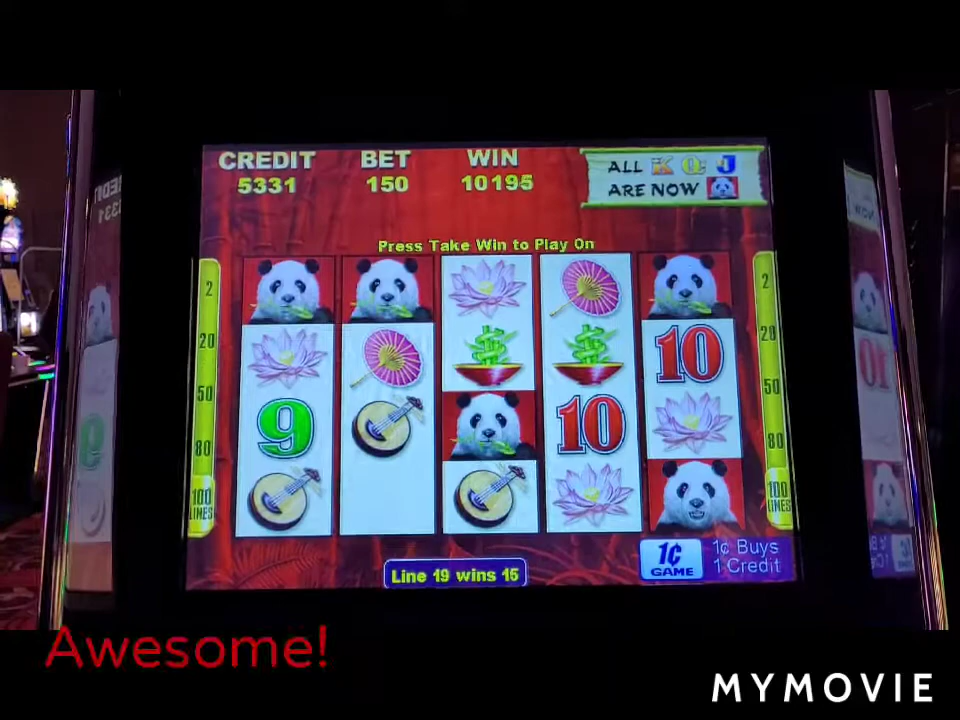 CREDIT BET WIN
5331 150 10195
ALL K Q J
ARE NOW
Press Take Win to Play On
2 2
20 20
10
50 50
9 10
80 80
100 LINES 100 LINES
1¢ GAME
1¢ Buys
1 Credit
Line 19 wins 15
Awesome!
MYMOVIE